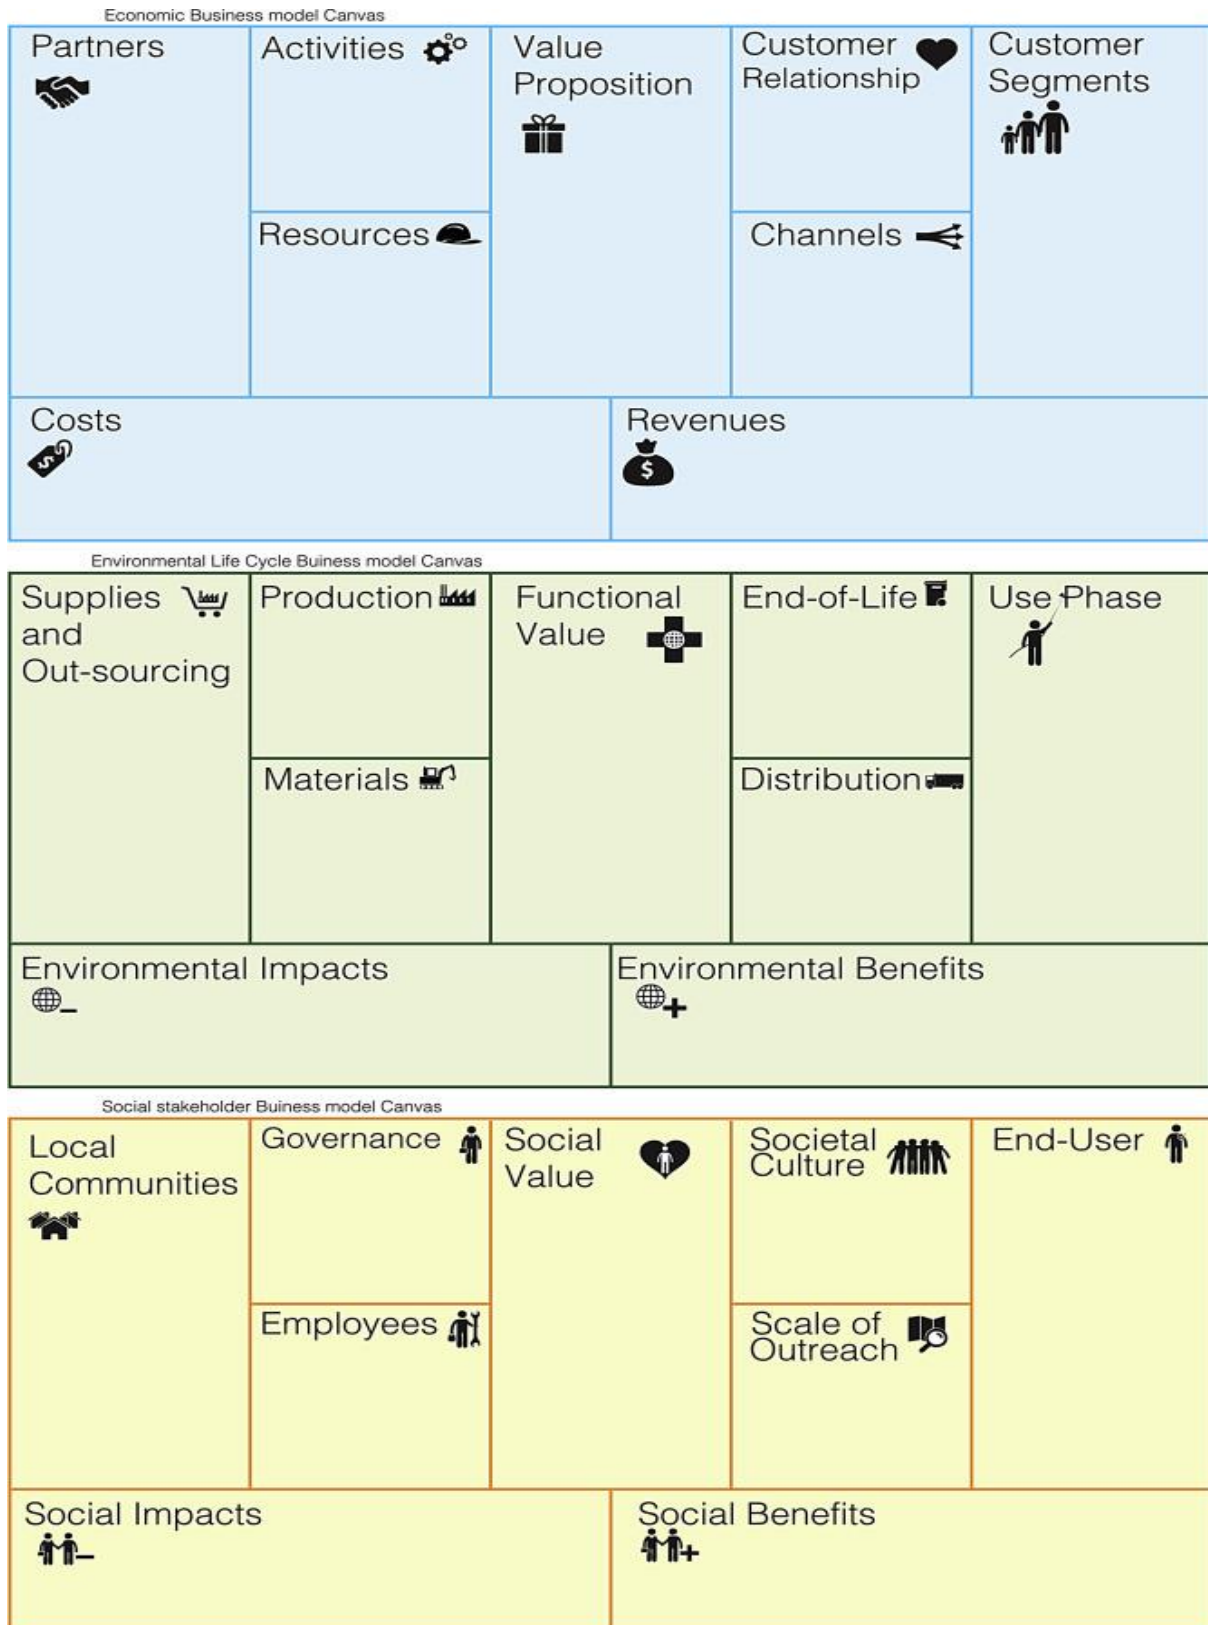 Economic Business model Canvas
Partners
Activities
Value
Proposition
Customer
Relationship
Customer
Segments
Resources
Channels
Costs
$
Revenues
$
Environmental Life Cycle Buiness model Canvas
Supplies
and
Out-sourcing
Production
Functional
Value
End-of-Life
Use Phase
Materials
Distribution
Environmental Impacts
Environmental Benefits
Social stakeholder Buiness model Canvas
Local
Communities
Governance
Social
Value
Societal
Culture
End-User
Employees
Scale of
Outreach
Social Impacts
Social Benefits